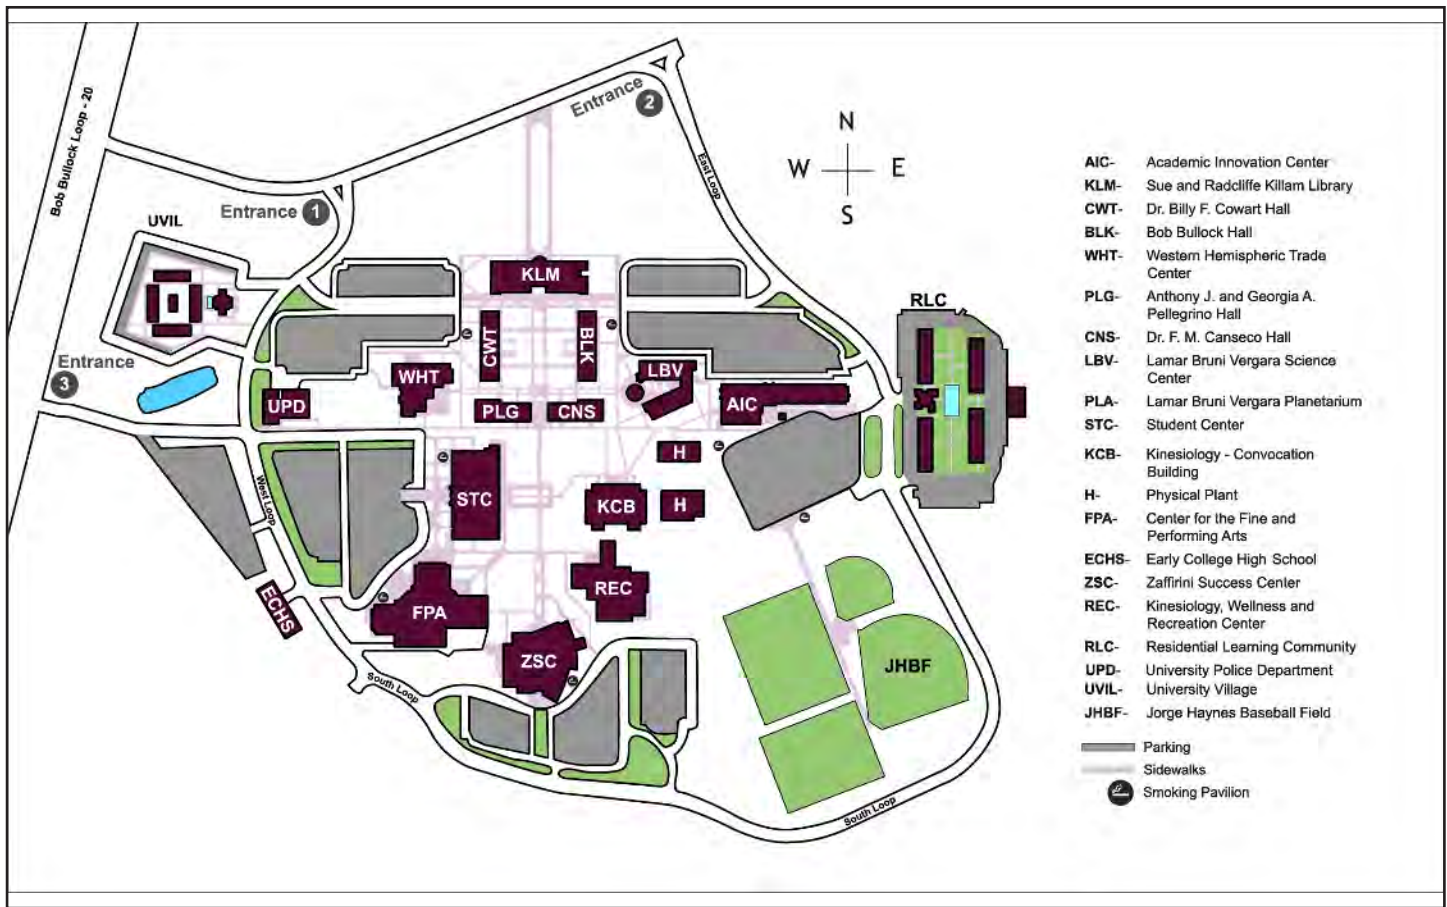 Bob Bullock Loop - 20
Entrance 2
East Loop
N
W E
S
Entrance 1
UVIL
KLM
RLC
CWT
BLK
Entrance
3
WHT
LBV
UPD
PLG
CNS
AIC
H
STC
KCB
H
West Loop
ECHS
FPA
REC
ZSC
JHBF
South Loop
South Loop
AIC- Academic Innovation Center
KLM- Sue and Radcliffe Killam Library
CWT- Dr. Billy F. Cowart Hall
BLK- Bob Bullock Hall
WHT- Western Hemispheric Trade
Center
PLG- Anthony J. and Georgia A.
Pellegrino Hall
CNS- Dr. F. M. Canseco Hall
LBV- Lamar Bruni Vergara Science
Center
PLA- Lamar Bruni Vergara Planetarium
STC- Student Center
KCB- Kinesiology - Convocation
Building
H- Physical Plant
FPA- Center for the Fine and
Performing Arts
ECHS- Early College High School
ZSC- Zaffirini Success Center
REC- Kinesiology, Wellness and
Recreation Center
RLC- Residential Learning Community
UPD- University Police Department
UVIL- University Village
JHBF- Jorge Haynes Baseball Field
Parking
Sidewalks
Smoking Pavilion